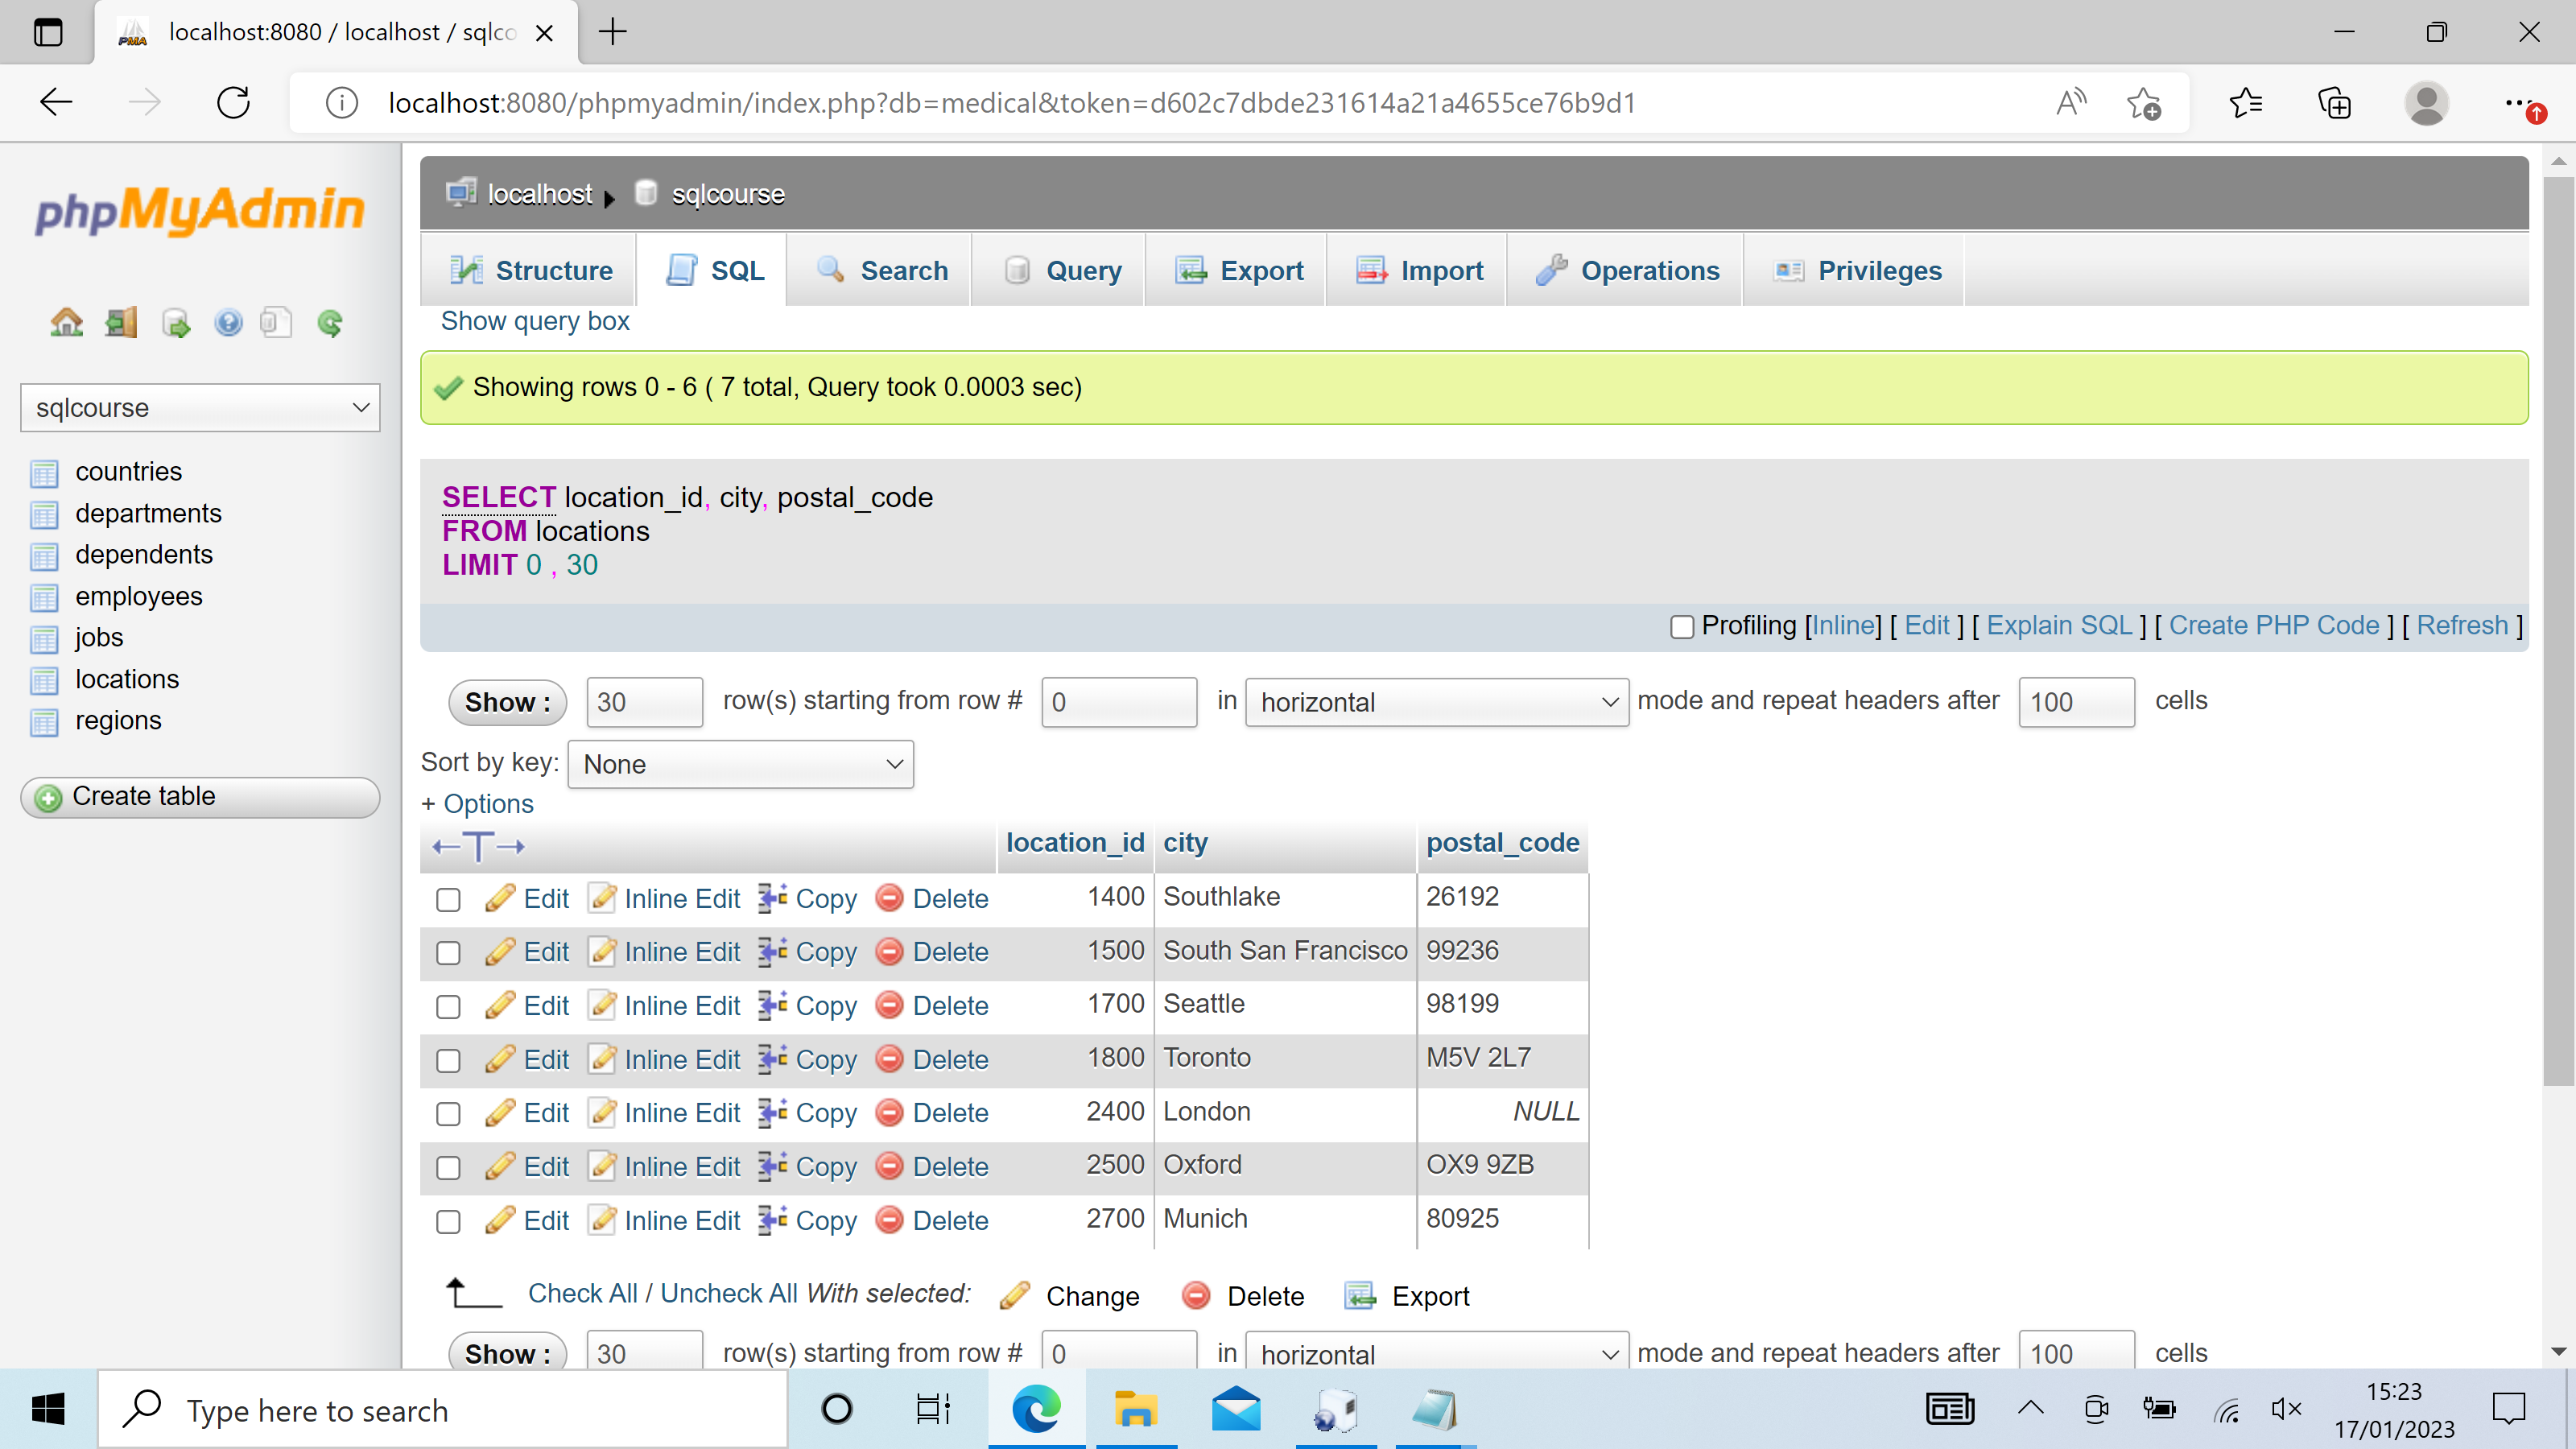 localhost:8080 / localhost / sqlco
localhost:8080/phpmyadmin/index.php?db=medical&token=d602c7dbde231614a21a4655ce76b9d1
phpMyAdmin
sqlcourse
countries
departments
dependents
employees
jobs
locations
regions
Create table
localhost sqlcourse
Structure SQL Search Query Export Import Operations Privileges
Show query box
Showing rows 0 - 6 ( 7 total, Query took 0.0003 sec)
SELECT location_id, city, postal_code
FROM locations
LIMIT 0 , 30
Profiling [Inline] [ Edit ] [ Explain SQL ] [ Create PHP Code ] [ Refresh ]
Show : 30 row(s) starting from row # 0 in horizontal mode and repeat headers after 100 cells
Sort by key: None
+ Options
←T→ location_id city postal_code
Edit Inline Edit Copy Delete 1400 Southlake 26192
Edit Inline Edit Copy Delete 1500 South San Francisco 99236
Edit Inline Edit Copy Delete 1700 Seattle 98199
Edit Inline Edit Copy Delete 1800 Toronto M5V 2L7
Edit Inline Edit Copy Delete 2400 London NULL
Edit Inline Edit Copy Delete 2500 Oxford OX9 9ZB
Edit Inline Edit Copy Delete 2700 Munich 80925
Check All / Uncheck All With selected: Change Delete Export
Show : 30 row(s) starting from row # 0 in horizontal mode and repeat headers after 100 cells
Type here to search
15:23
17/01/2023